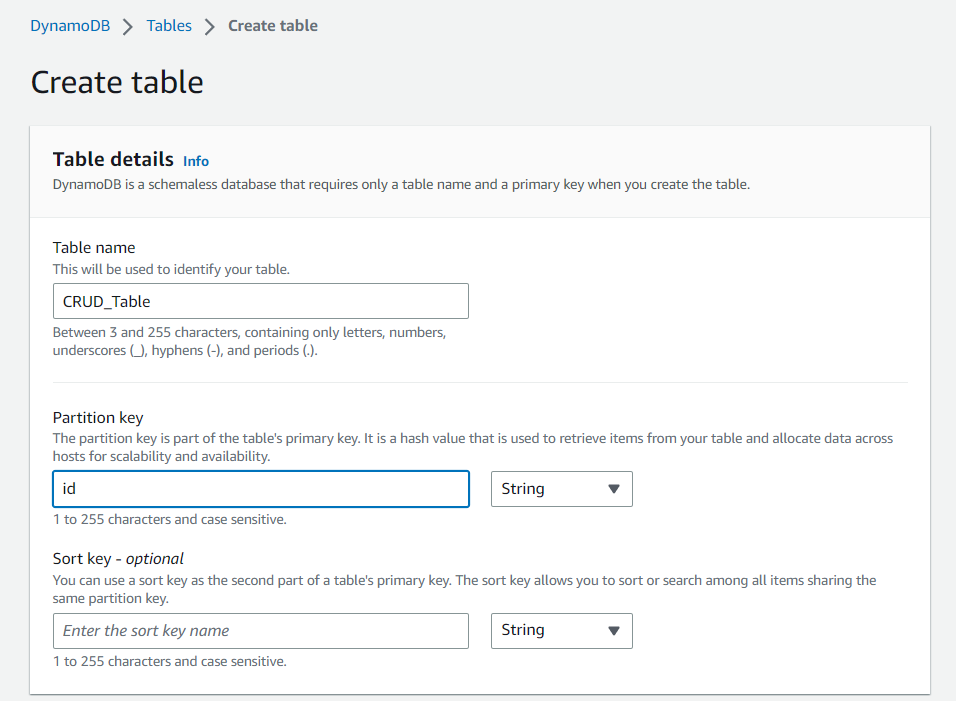 DynamoDB > Tables > Create table
Create table
Table details Info
DynamoDB is a schemaless database that requires only a table name and a primary key when you create the table.
Table name
This will be used to identify your table.
CRUD_Table
Between 3 and 255 characters, containing only letters, numbers,
underscores (_), hyphens (-), and periods (.).
Partition key
The partition key is part of the table's primary key. It is a hash value that is used to retrieve items from your table and allocate data across
hosts for scalability and availability.
id String
1 to 255 characters and case sensitive.
Sort key - optional
You can use a sort key as the second part of a table's primary key. The sort key allows you to sort or search among all items sharing the
same partition key.
Enter the sort key name String
1 to 255 characters and case sensitive.